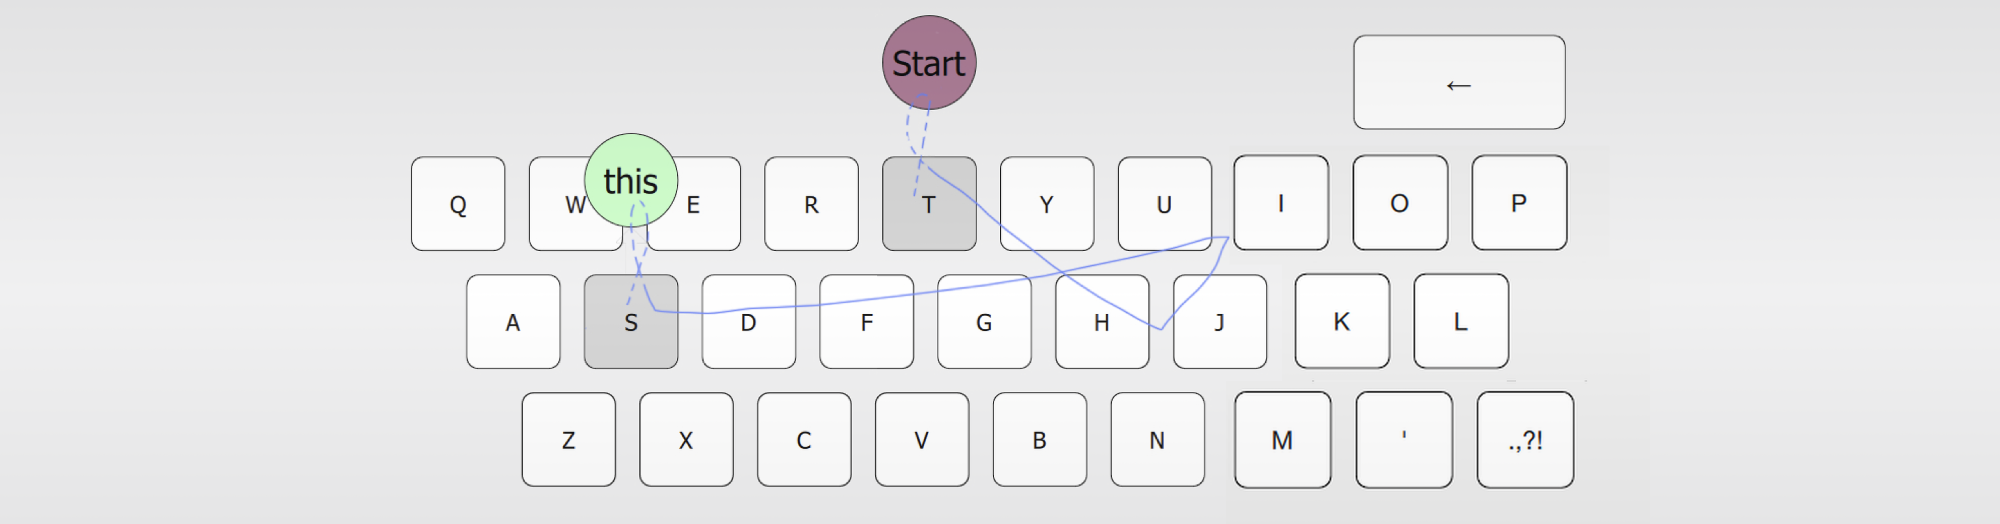 Start
←
this
Q W E R T Y U I O P
A S D F G H J K L
Z X C V B N M ' .,?!